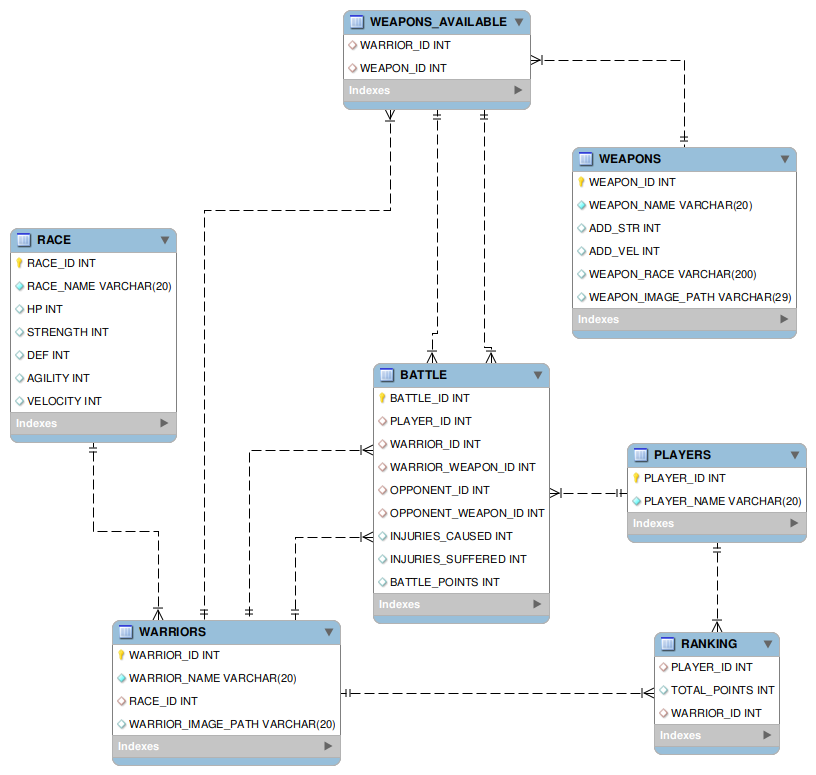 WEAPONS_AVAILABLE
WARRIOR_ID INT
WEAPON_ID INT
Indexes
WEAPONS
WEAPON_ID INT
WEAPON_NAME VARCHAR(20)
ADD_STR INT
ADD_VEL INT
WEAPON_RACE VARCHAR(200)
WEAPON_IMAGE_PATH VARCHAR(29)
Indexes
RACE
RACE_ID INT
RACE_NAME VARCHAR(20)
HP INT
STRENGTH INT
DEF INT
AGILITY INT
VELOCITY INT
Indexes
BATTLE
BATTLE_ID INT
PLAYER_ID INT
WARRIOR_ID INT
WARRIOR_WEAPON_ID INT
OPPONENT_ID INT
OPPONENT_WEAPON_ID INT
INJURIES_CAUSED INT
INJURIES_SUFFERED INT
BATTLE_POINTS INT
Indexes
PLAYERS
PLAYER_ID INT
PLAYER_NAME VARCHAR(20)
Indexes
WARRIORS
WARRIOR_ID INT
WARRIOR_NAME VARCHAR(20)
RACE_ID INT
WARRIOR_IMAGE_PATH VARCHAR(20)
Indexes
RANKING
PLAYER_ID INT
TOTAL_POINTS INT
WARRIOR_ID INT
Indexes